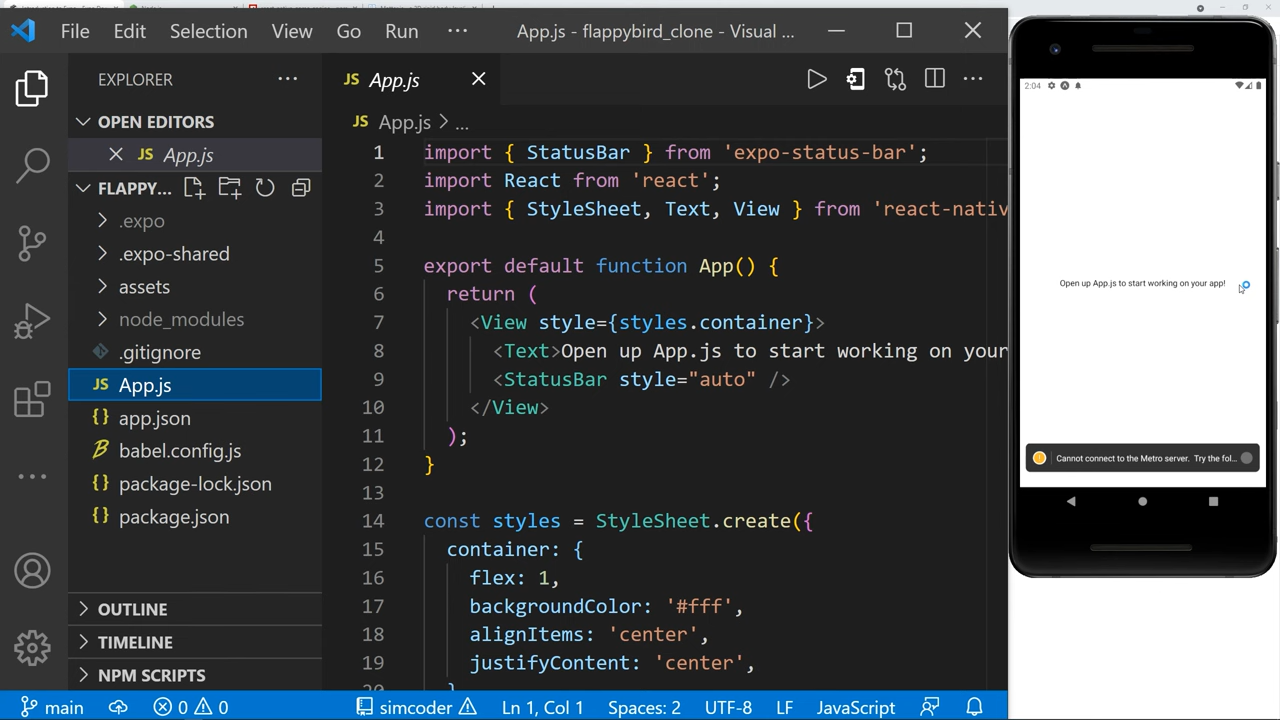 File Edit Selection View Go Run ··· App.js - flappybird_clone - Visual ...
EXPLORER ···
JS App.js
OPEN EDITORS
JS App.js
JS App.js > ...
FLAPPY...
.expo
.expo-shared
assets
node_modules
.gitignore
JS App.js
{} app.json
B babel.config.js
{} package-lock.json
{} package.json
OUTLINE
TIMELINE
NPM SCRIPTS
1 import { StatusBar } from 'expo-status-bar';
2 import React from 'react';
3 import { StyleSheet, Text, View } from 'react-nativ
4
5 export default function App() {
6 return (
7 <View style={styles.container}>
8 <Text>Open up App.js to start working on your
9 <StatusBar style="auto" />
10 </View>
11 );
12 }
13
14 const styles = StyleSheet.create({
15 container: {
16 flex: 1,
17 backgroundColor: '#fff',
18 alignItems: 'center',
19 justifyContent: 'center',
20 }
main 0 0 simcoder Ln 1, Col 1 Spaces: 2 UTF-8 LF JavaScript
2:04
Open up App.js to start working on your app!
Cannot connect to the Metro server. Try the fol...